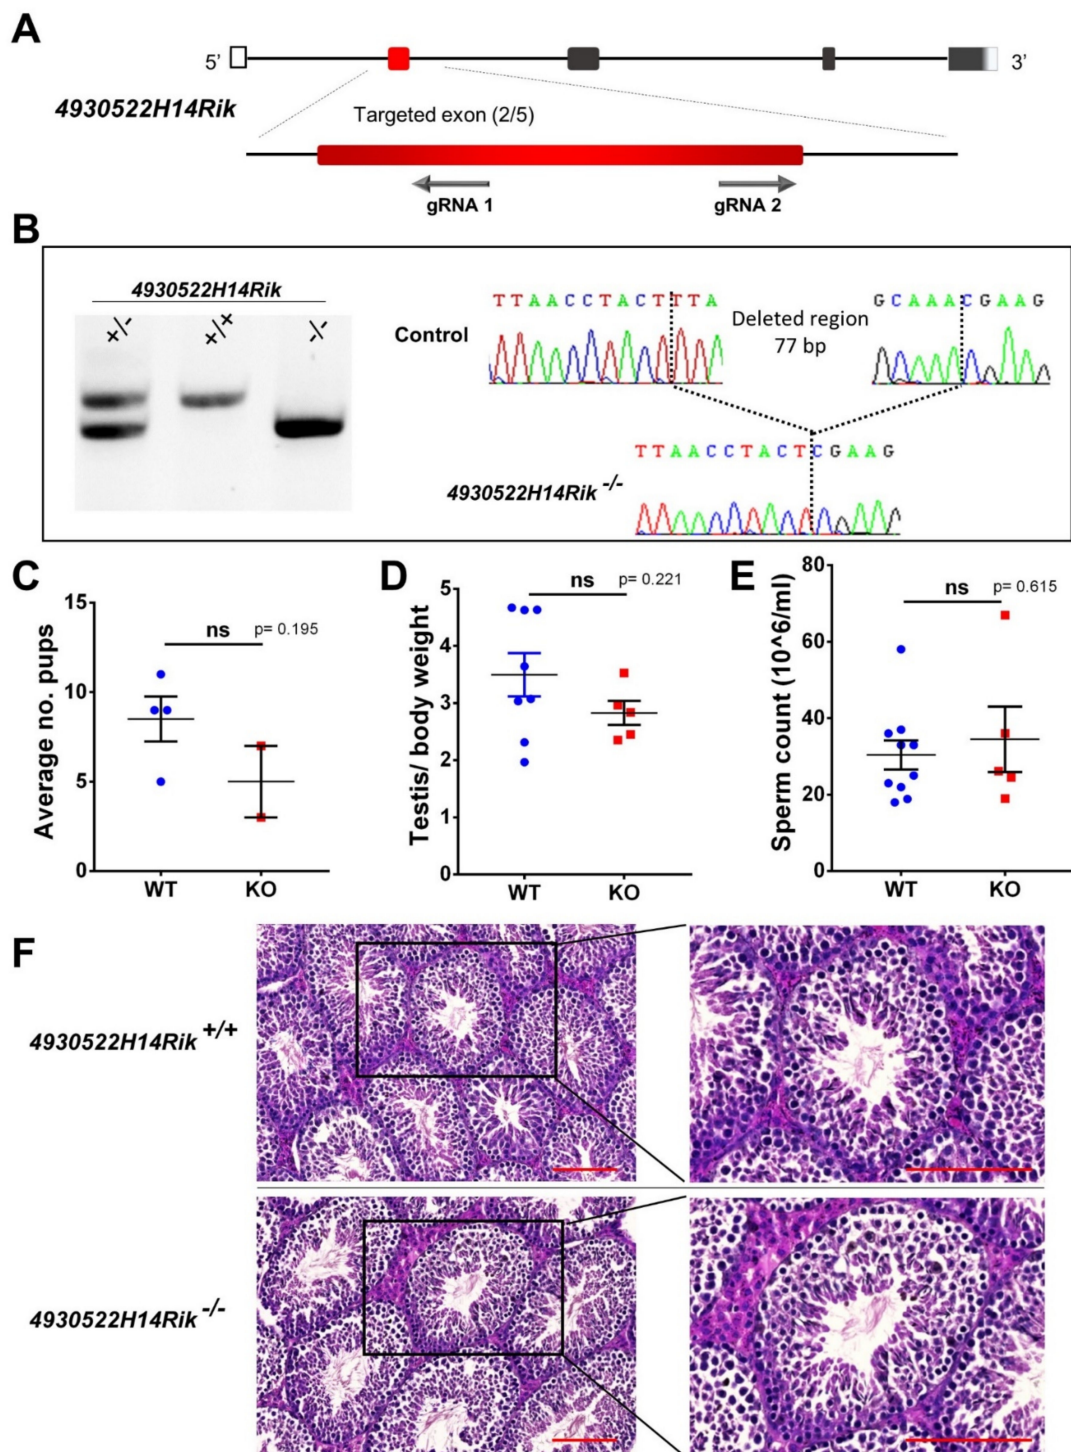 A
5’
3’
4930522H14Rik
Targeted exon (2/5)
gRNA 1
gRNA 2
B
4930522H14Rik
+/-
+/+
-/-
Control
TTAACCTACTTTA
Deleted region
77 bp
GCAAACGAAG
TTAACCTACTCGAAG
4930522H14Rik -/-
C
15
10
5
0
Average no. pups
ns
p= 0.195
WT
KO
D
5
4
3
2
1
0
Testis/ body weight
ns
p= 0.221
WT
KO
E
80
60
40
20
0
Sperm count (10^6/ml)
ns
p= 0.615
WT
KO
F
4930522H14Rik +/+
4930522H14Rik -/-